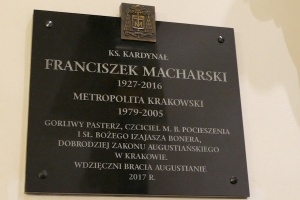 KS. KARDYNAŁ
FRANCISZEK MACHARSKI
1927-2016
METROPOLITA KRAKOWSKI
1979-2005
GORLIWY PASTERZ, CZCICIEL M. B. POCIESZENIA
I SŁ. BOŻEGO IZAJASZA BONERA,
DOBRODZIEJ ZAKONU AUGUSTIAŃSKIEGO
W KRAKOWIE.
WDZIĘCZNI BRACIA AUGUSTIANIE
2017 R.